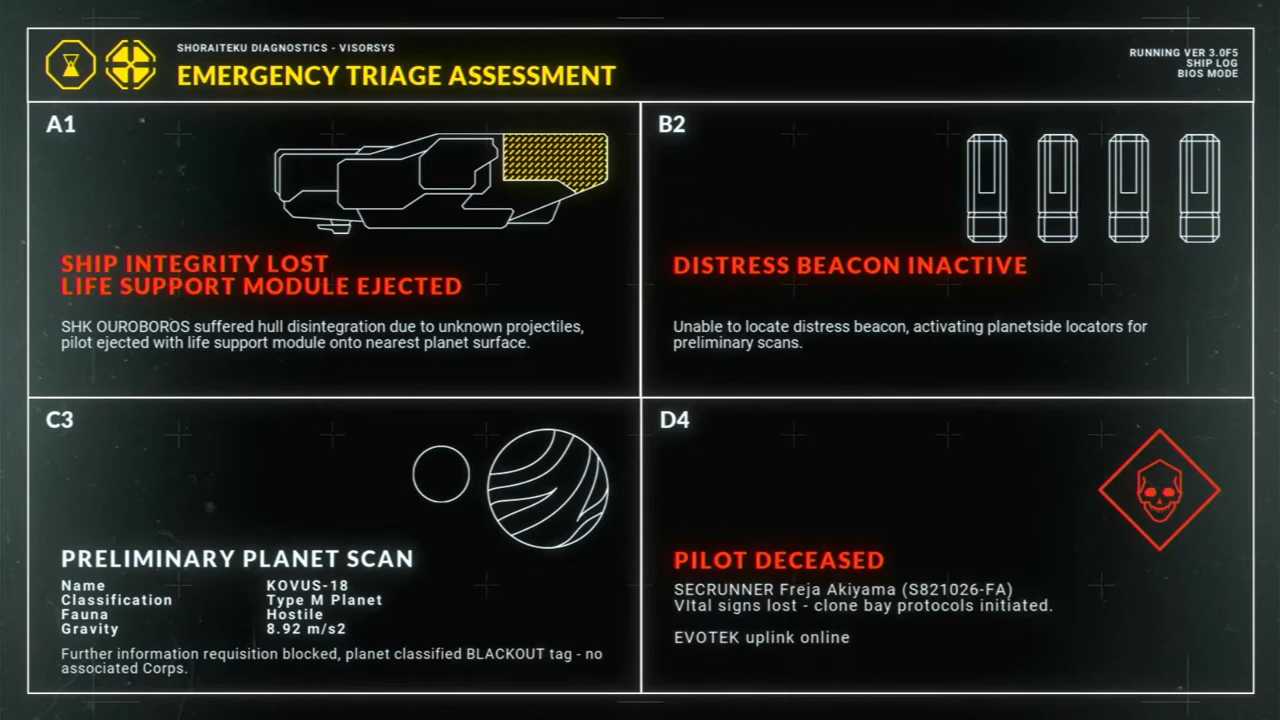 SHORAITEKU DIAGNOSTICS - VISORSYS
EMERGENCY TRIAGE ASSESSMENT
RUNNING VER 3.0F5
SHIP LOG
BIOS MODE
A1
SHIP INTEGRITY LOST
LIFE SUPPORT MODULE EJECTED
SHK OUROBOROS suffered hull disintegration due to unknown projectiles,
pilot ejected with life support module onto nearest planet surface.
B2
DISTRESS BEACON INACTIVE
Unable to locate distress beacon, activating planetside locators for
preliminary scans.
C3
PRELIMINARY PLANET SCAN
Name KOVUS-18
Classification Type M Planet
Fauna Hostile
Gravity 8.92 m/s2
Further information requisition blocked, planet classified BLACKOUT tag - no
associated Corps.
D4
PILOT DECEASED
SECRUNNER Freja Akiyama (S821026-FA)
VItal signs lost - clone bay protocols initiated.
EVOTEK uplink online